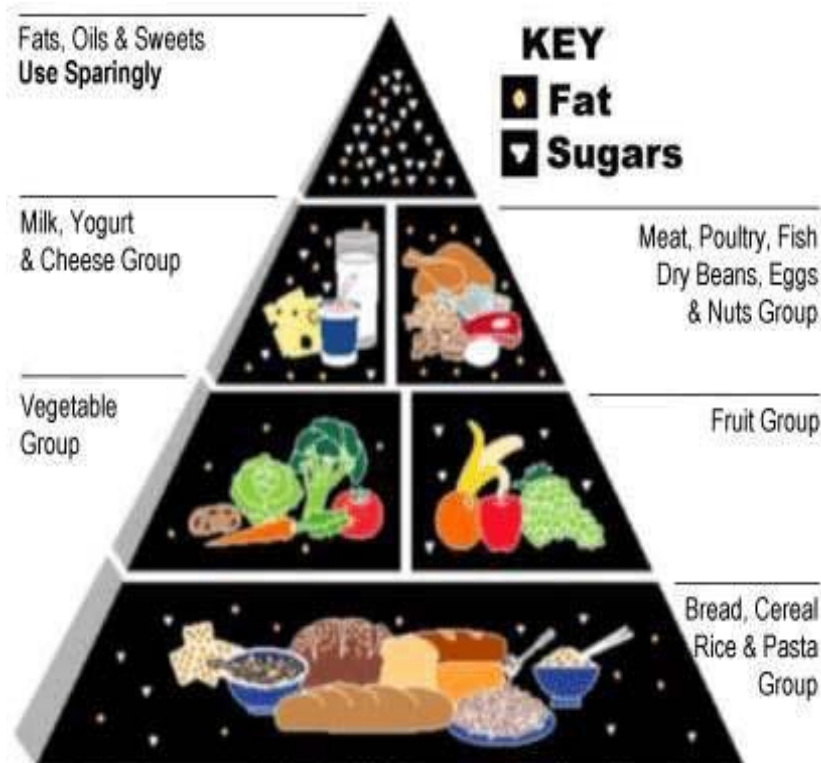 Fats, Oils & Sweets
Use Sparingly
KEY
Fat
Sugars
Milk, Yogurt
& Cheese Group
Meat, Poultry, Fish
Dry Beans, Eggs
& Nuts Group
Vegetable
Group
Fruit Group
Bread, Cereal
Rice & Pasta
Group